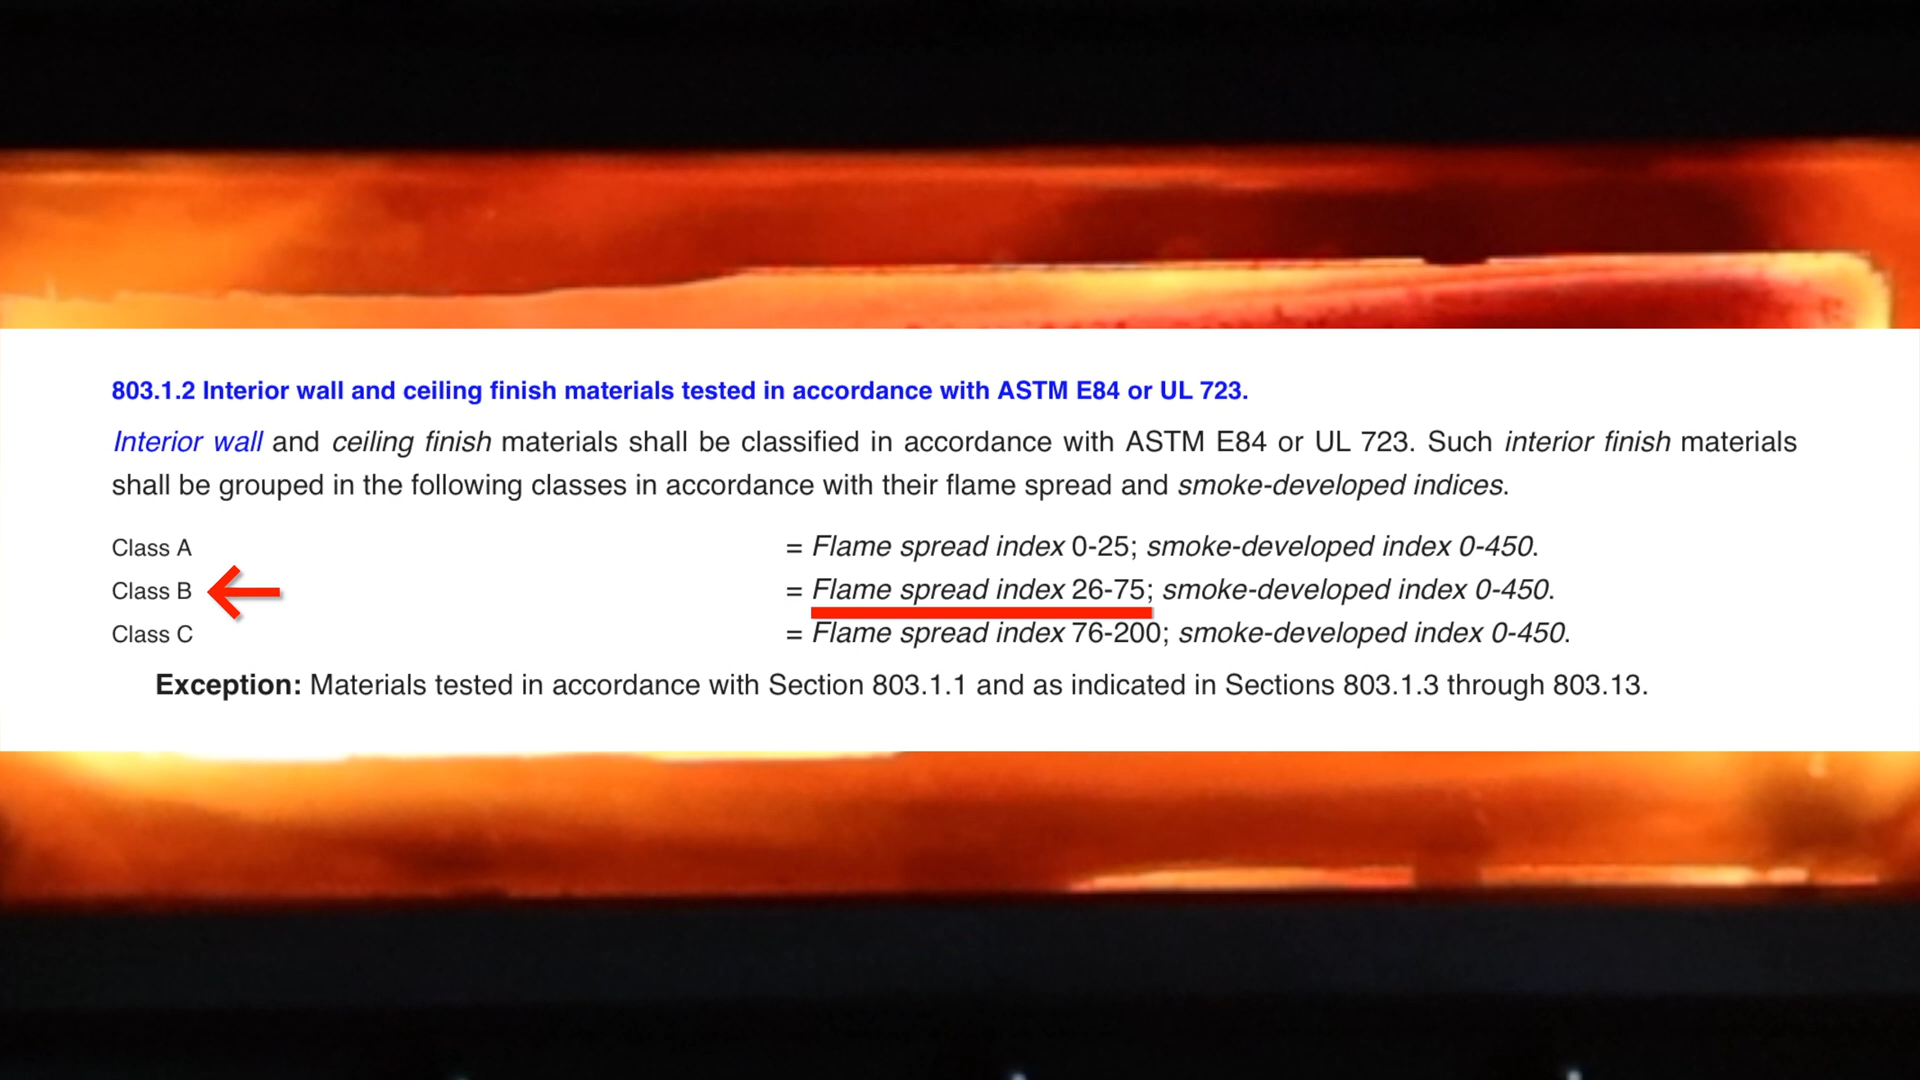 803.1.2 Interior wall and ceiling finish materials tested in accordance with ASTM E84 or UL 723.
Interior wall and ceiling finish materials shall be classified in accordance with ASTM E84 or UL 723. Such interior finish materials
shall be grouped in the following classes in accordance with their flame spread and smoke-developed indices.
Class A = Flame spread index 0-25; smoke-developed index 0-450.
Class B = Flame spread index 26-75; smoke-developed index 0-450.
Class C = Flame spread index 76-200; smoke-developed index 0-450.
Exception: Materials tested in accordance with Section 803.1.1 and as indicated in Sections 803.1.3 through 803.13.